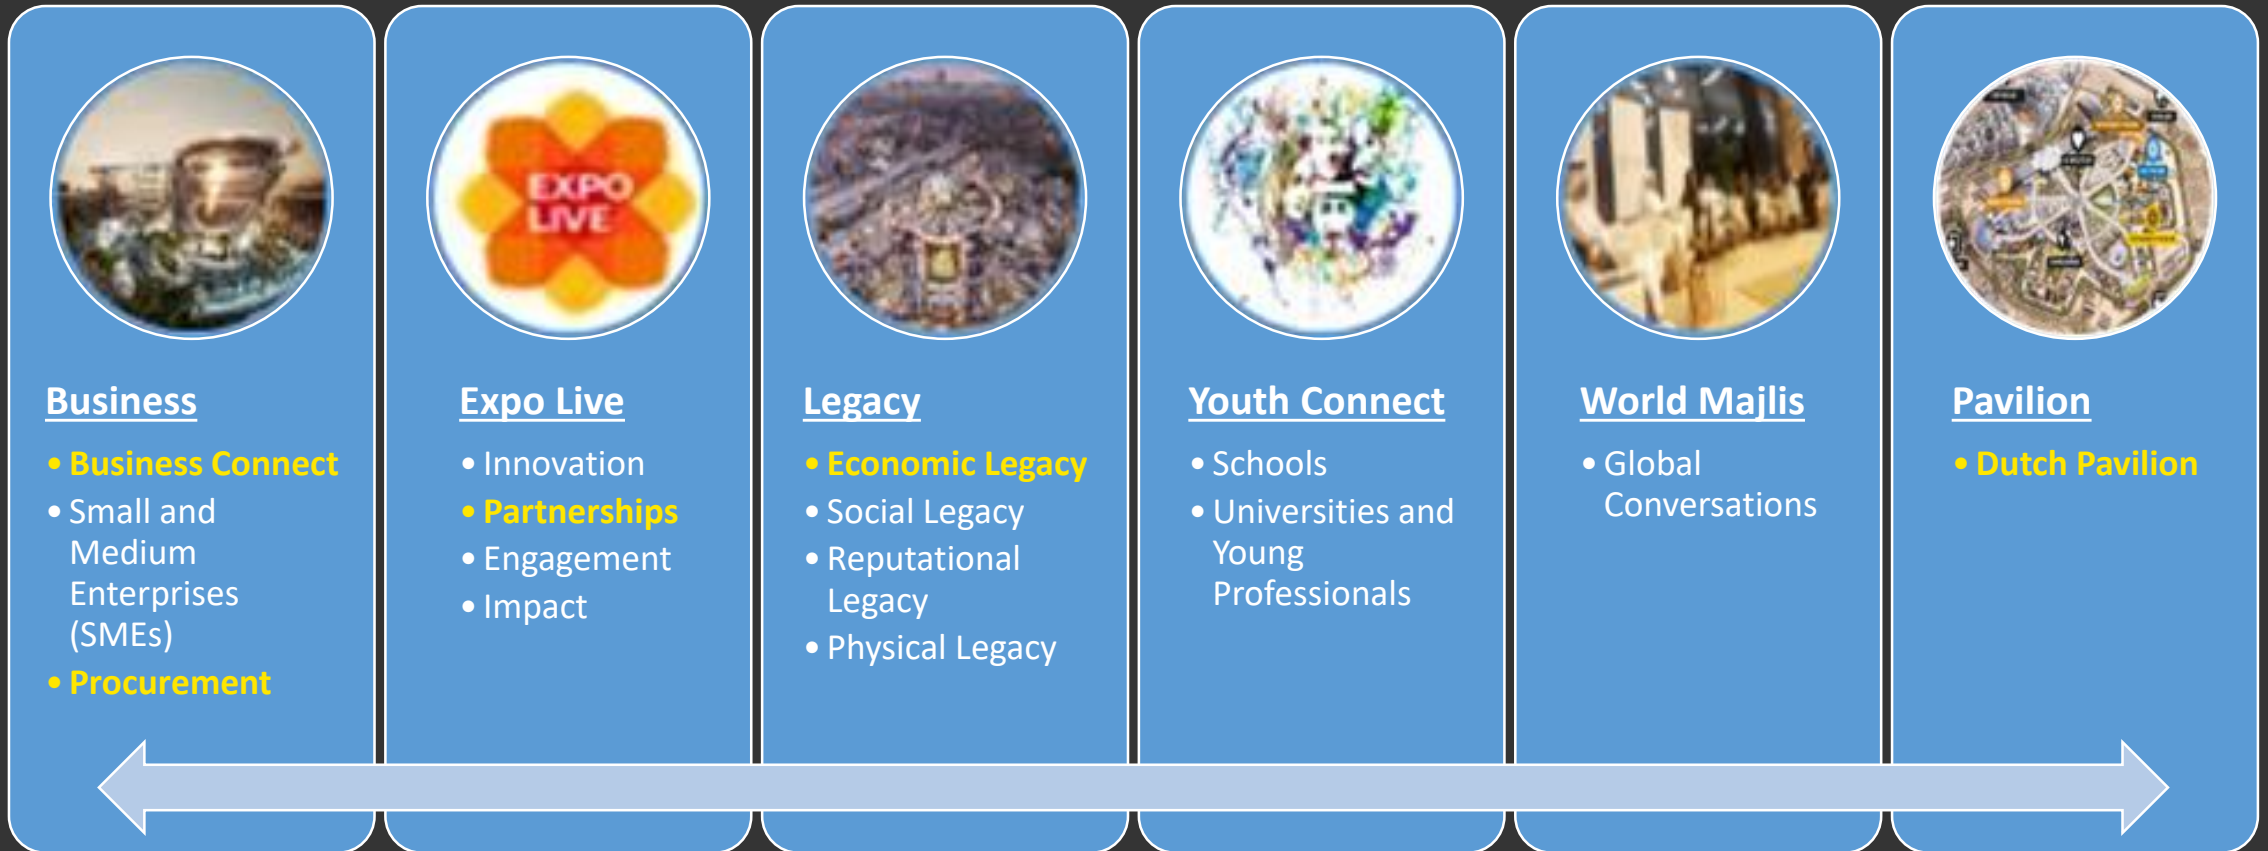 EXPO
LIVE
Business
• Business Connect
• Small and
Medium
Enterprises
(SMEs)
• Procurement
Expo Live
• Innovation
• Partnerships
• Engagement
• Impact
Legacy
• Economic Legacy
• Social Legacy
• Reputational
Legacy
• Physical Legacy
Youth Connect
• Schools
• Universities and
Young
Professionals
World Majlis
• Global
Conversations
Pavilion
• Dutch Pavilion